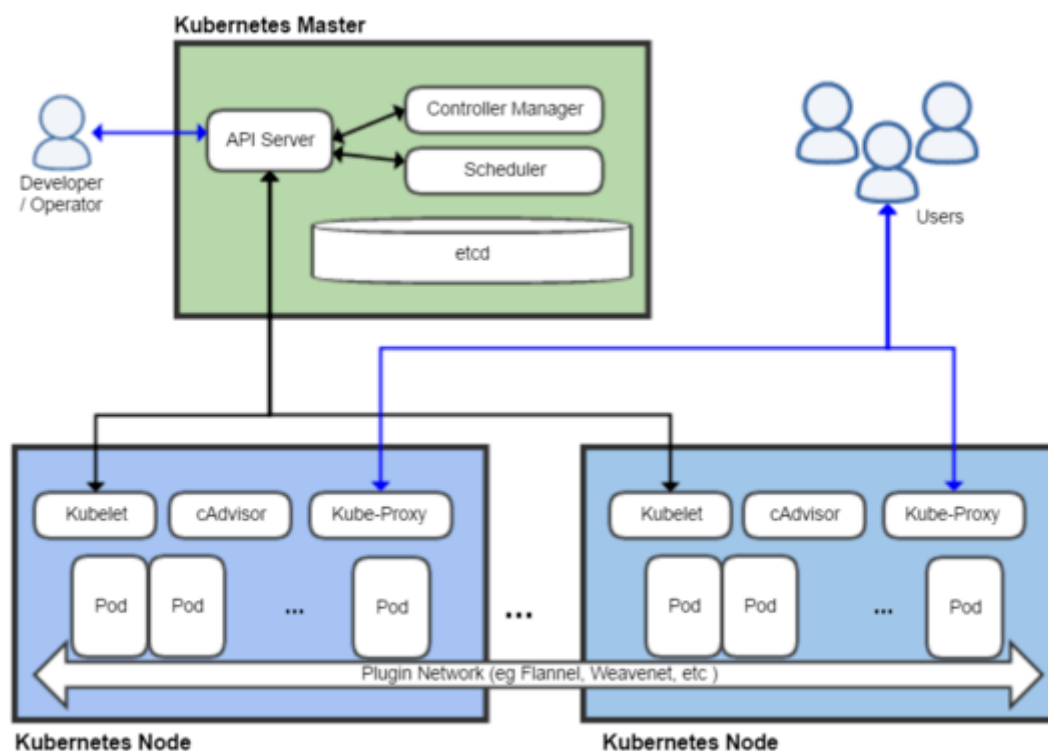 Kubernetes Master
API Server
Controller Manager
Scheduler
etcd
Developer
/ Operator
Users
Kubelet
cAdvisor
Kube-Proxy
Pod
Pod
...
Pod
Kubernetes Node
...
Kubelet
cAdvisor
Kube-Proxy
Pod
Pod
...
Pod
Plugin Network (eg Flannel, Weavenet, etc )
Kubernetes Node